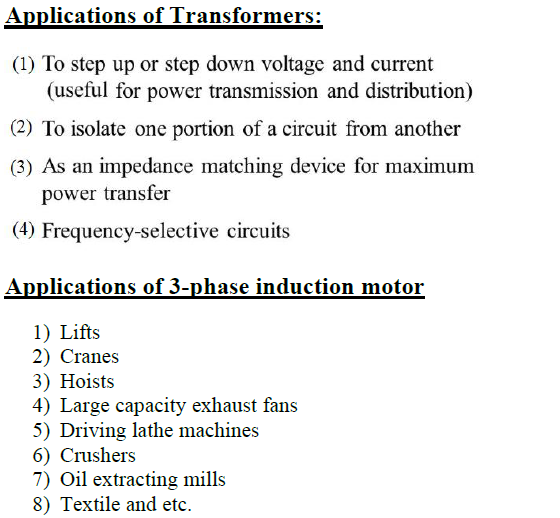 Applications of Transformers:
(1) To step up or step down voltage and current
(useful for power transmission and distribution)
(2) To isolate one portion of a circuit from another
(3) As an impedance matching device for maximum
power transfer
(4) Frequency-selective circuits
Applications of 3-phase induction motor
1) Lifts
2) Cranes
3) Hoists
4) Large capacity exhaust fans
5) Driving lathe machines
6) Crushers
7) Oil extracting mills
8) Textile and etc.